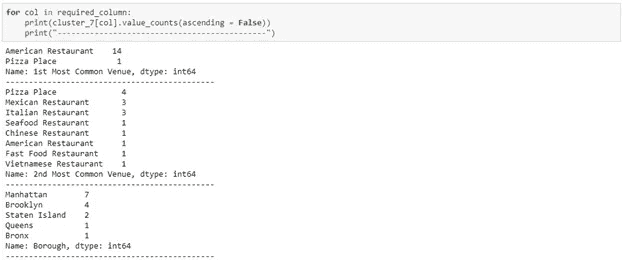 for col in required_column:
    print(cluster_7[col].value_counts(ascending = False))
    print("---------------------------------------------")
American Restaurant    14
Pizza Place             1
Name: 1st Most Common Venue, dtype: int64
---------------------------------------------
Pizza Place              4
Mexican Restaurant       3
Italian Restaurant       3
Seafood Restaurant       1
Chinese Restaurant       1
American Restaurant      1
Fast Food Restaurant     1
Vietnamese Restaurant    1
Name: 2nd Most Common Venue, dtype: int64
---------------------------------------------
Manhattan        7
Brooklyn         4
Staten Island    2
Queens           1
Bronx            1
Name: Borough, dtype: int64
---------------------------------------------